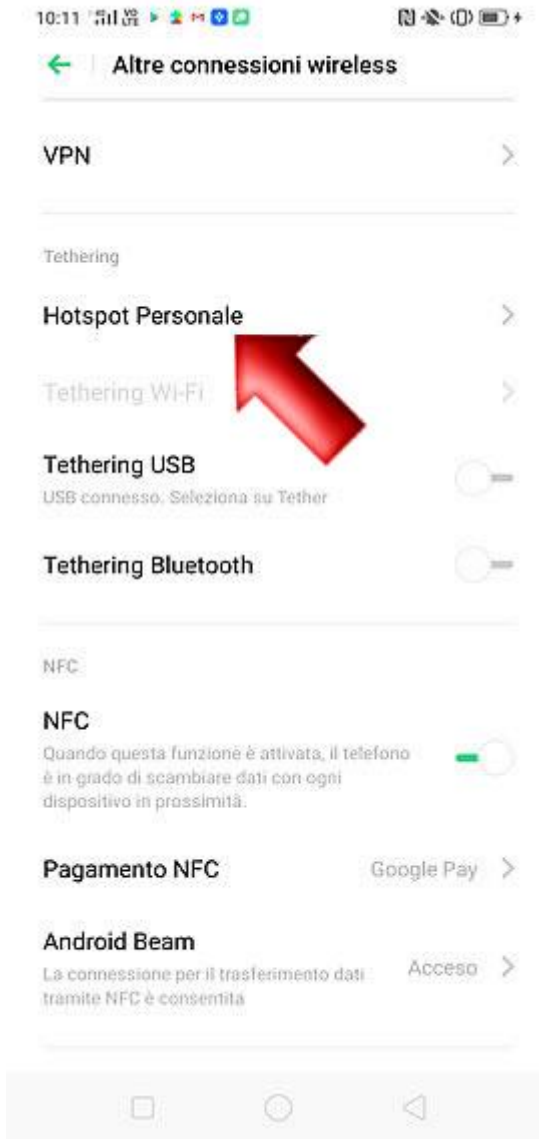 10:11
Altre connessioni wireless
VPN
Tethering
Hotspot Personale
Tethering Wi-Fi
Tethering USB
USB connesso. Seleziona su Tether
Tethering Bluetooth
NFC
NFC
Quando questa funzione è attivata, il telefono
è in grado di scambiare dati con ogni
dispositivo in prossimità.
Pagamento NFC
Google Pay
Android Beam
La connessione per il trasferimento dati
tramite NFC è consentita
Acceso